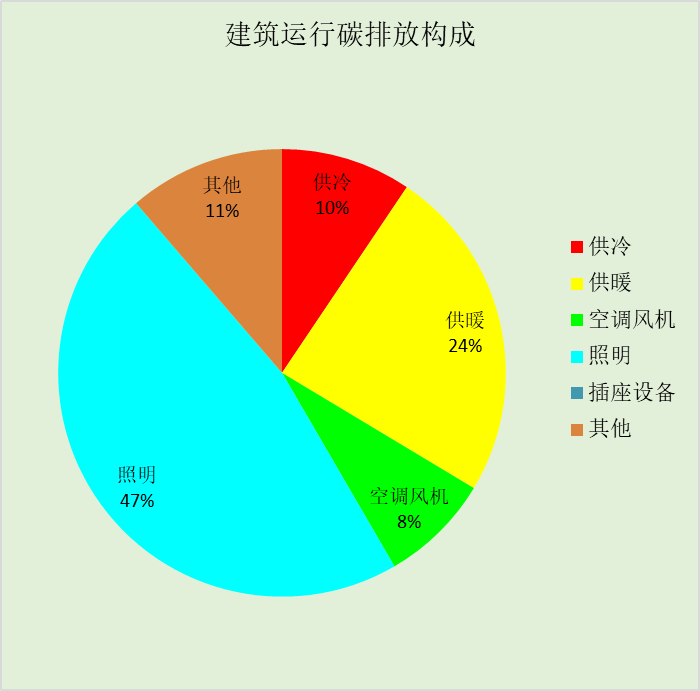 建筑运行碳排放构成
其他
11%
供冷
10%
供暖
24%
空调风机
8%
照明
47%
供冷
供暖
空调风机
照明
插座设备
其他